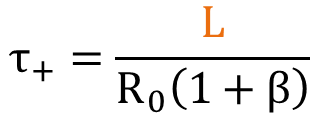 τ₊ = L / R₀(1 + β)